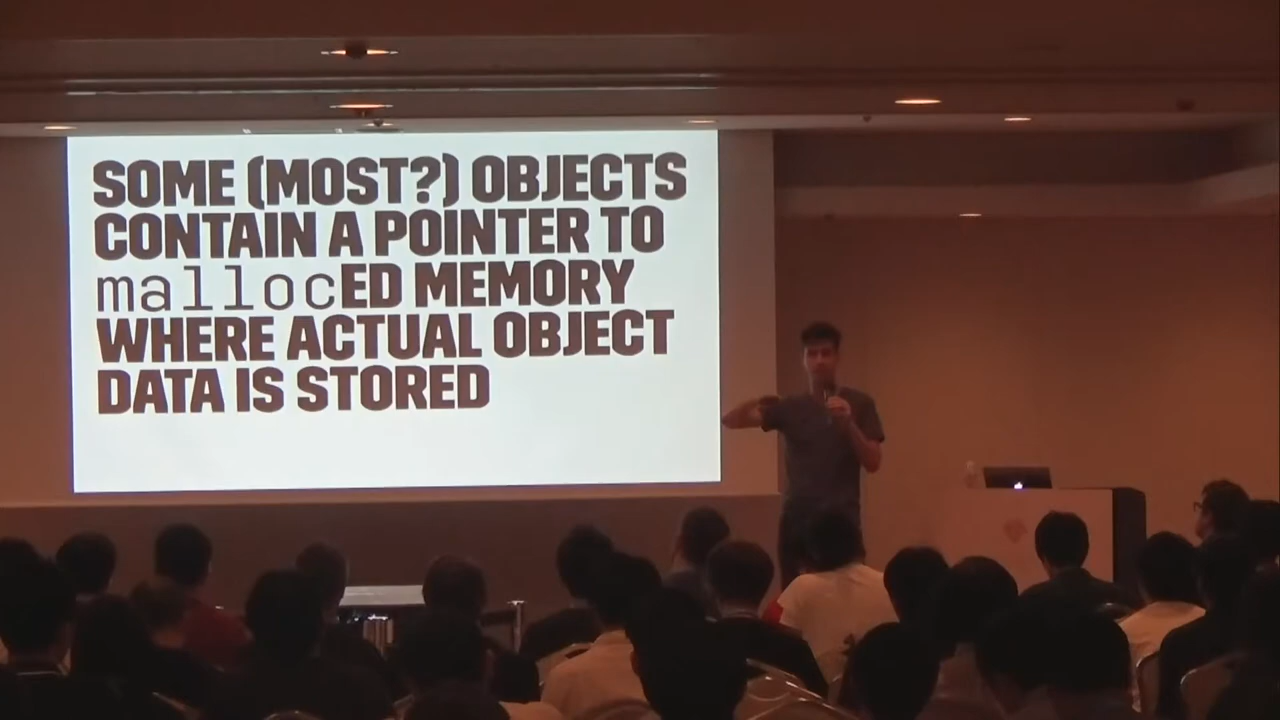 SOME (MOST?) OBJECTS
CONTAIN A POINTER TO
mallocED MEMORY
WHERE ACTUAL OBJECT
DATA IS STORED